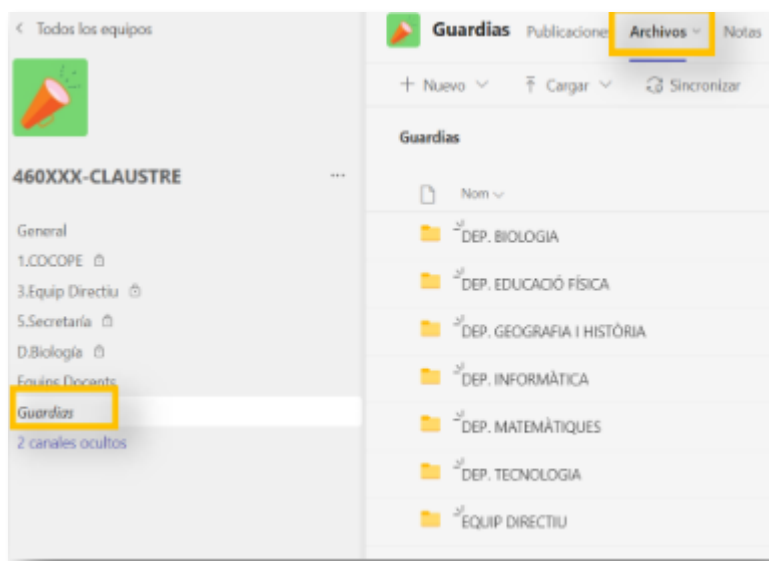 Todos los equipos
460XXX-CLAUSTRE
General
1.COCOPE
3.Equip Directiu
5.Secretaría
D.Biología
Equips Docents
Guardias
2 canales ocultos
Guardias Publicacione Archivos Notas
+ Nuevo Cargar Sincronizar
Guardias
Nom
DEP. BIOLOGIA
DEP. EDUCACIÓ FÍSICA
DEP. GEOGRAFIA I HISTÒRIA
DEP. INFORMÀTICA
DEP. MATEMÀTIQUES
DEP. TECNOLOGIA
EQUIP DIRECTIU